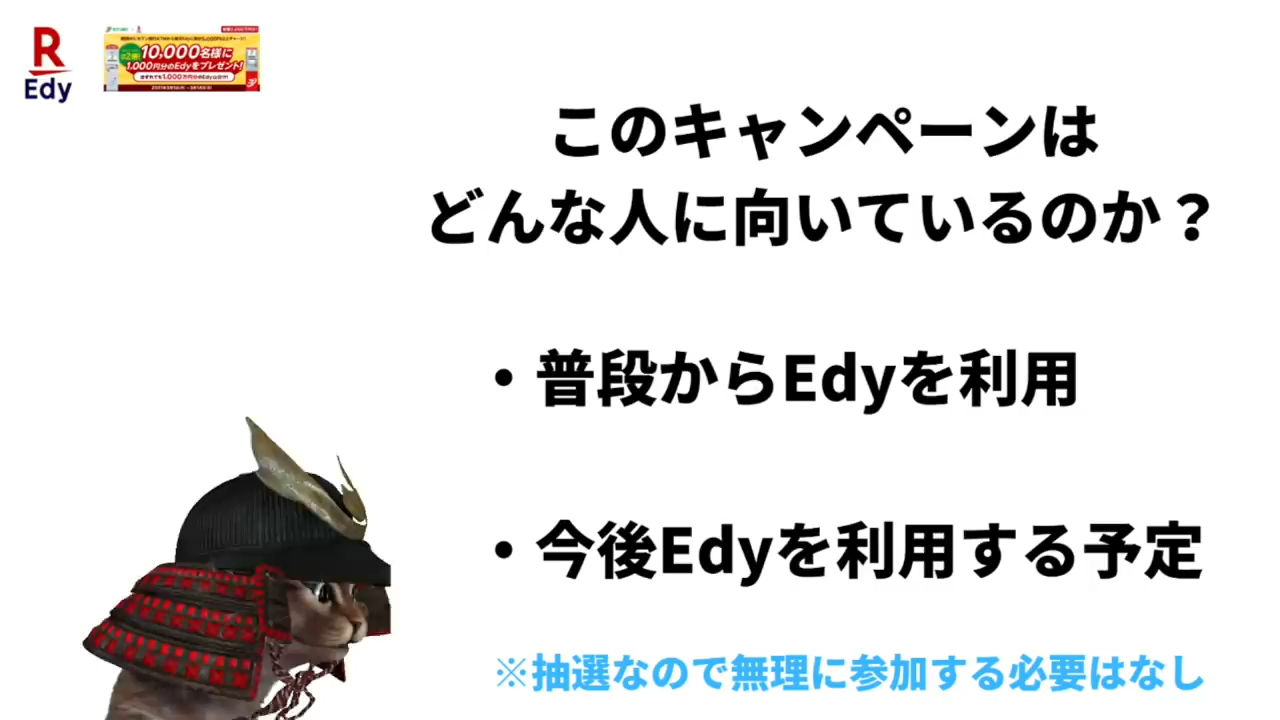 R
Edy
10,000名様に
1,000円分のEdyをプレゼント!
このキャンペーンは
どんな人に向いているのか？
・普段からEdyを利用
・今後Edyを利用する予定
※抽選なので無理に参加する必要はなし